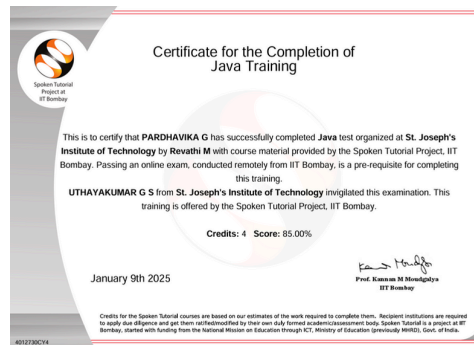 Spoken Tutorial
Project at
IIT Bombay
Certificate for the Completion of
Java Training
This is to certify that PARDHAVIKA G has successfully completed Java test organized at St. Joseph's
Institute of Technology by Revathi M with course material provided by the Spoken Tutorial Project, IIT
Bombay. Passing an online exam, conducted remotely from IIT Bombay, is a pre-requisite for completing
this training.
UTHAYAKUMAR G S from St. Joseph's Institute of Technology invigilated this examination. This
training is offered by the Spoken Tutorial Project, IIT Bombay.
Credits: 4 Score: 85.00%
January 9th 2025
Prof. Kannan M Moudgalya
IIT Bombay
Credits for the Spoken Tutorial courses are based on our estimates of the work required to complete them. Recipient institutions are required
to apply due diligence and get them ratified/modified by their own duly formed academic/assessment body. Spoken Tutorial is a project at IIT
Bombay, started with funding from the National Mission on Education through ICT, Ministry of Education (previously MHRD), Govt. of India.
4012730CY4